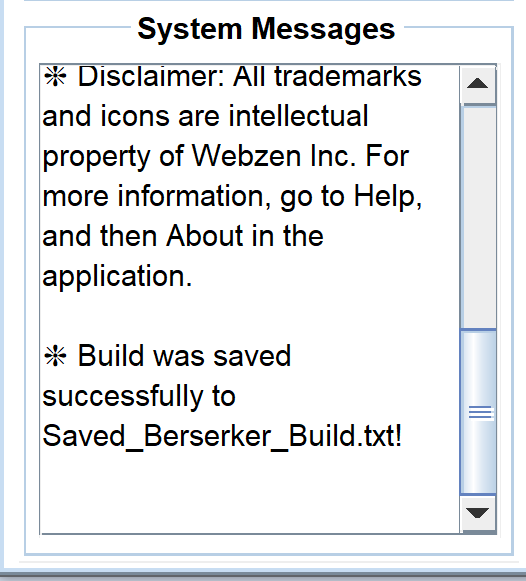 System Messages
❈ Disclaimer: All trademarks
and icons are intellectual
property of Webzen Inc. For
more information, go to Help,
and then About in the
application.
❈ Build was saved
successfully to
Saved_Berserker_Build.txt!